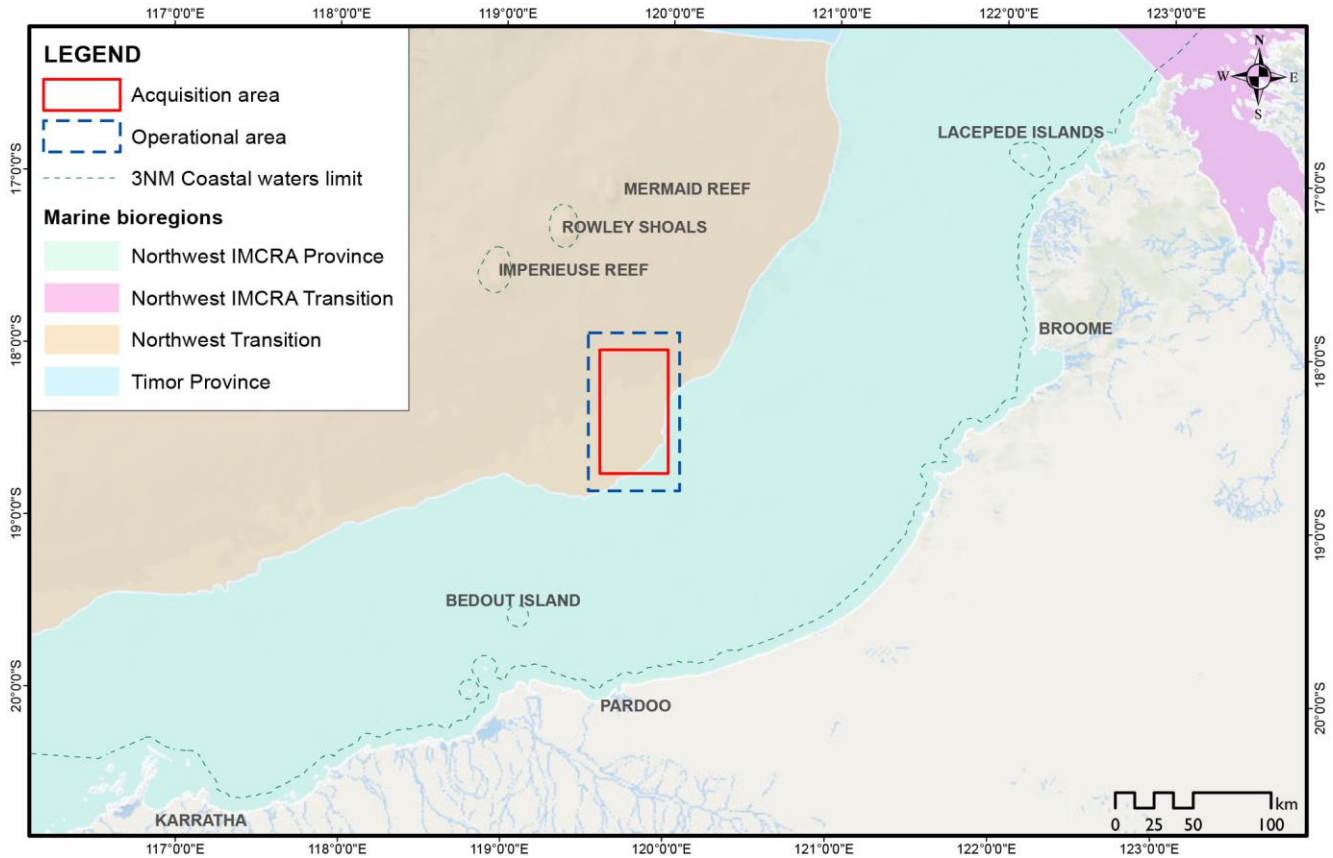 117°0'0"E 118°0'0"E 119°0'0"E 120°0'0"E 121°0'0"E 122°0'0"E 123°0'0"E
LEGEND
Acquisition area
Operational area
3NM Coastal waters limit
Marine bioregions
Northwest IMCRA Province
Northwest IMCRA Transition
Northwest Transition
Timor Province
N
W E
S
LACEPEDE ISLANDS
17°0'0"S 17°0'0"S
MERMAID REEF
ROWLEY SHOALS
IMPERIEUSE REEF
BROOME
18°0'0"S 18°0'0"S
19°0'0"S 19°0'0"S
BEDOUT ISLAND
20°0'0"S 20°0'0"S
PARDOO
KARRATHA
km
0 25 50 100
117°0'0"E 118°0'0"E 119°0'0"E 120°0'0"E 121°0'0"E 122°0'0"E 123°0'0"E